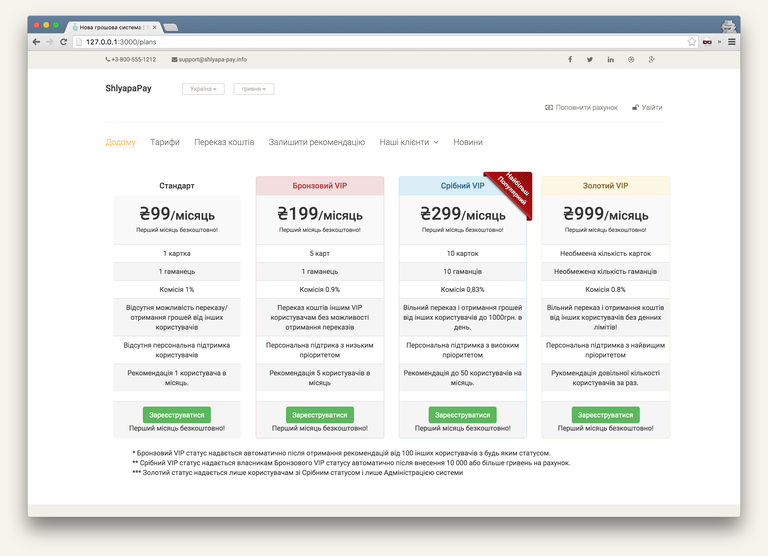 Нова грошова система |
127.0.0.1:3000/plans
+3-800-555-1212 support@shlyapa-pay.info
ShlyapaPay Україна гривня
Поповнити рахунок Увійти
Додому Тарифи Переказ коштів Залишити рекомендацію Наші клієнти Новини
Стандарт
₴99/місяць
Перший місяць безкоштовно!
1 картка
1 гаманець
Комісія 1%
Відсутня можливість переказу/
отримання грошей від інших
користувачів
Відсутня персональна підтримка
користувачів
Рекомендація 1 користувача в
місяць.
Зареєструватися
Перший місяць безкоштовно!
Бронзовий VIP
₴199/місяць
Перший місяць безкоштовно!
5 карт
1 гаманець
Комісія 0.9%
Переказ коштів іншим VIP
користувачам без можливості
отримання переказів
Персональна підтрика з низьким
пріоритетом
Рекомендація 5 користувачів в
місяць
Зареєструватися
Перший місяць безкоштовно!
Срібний VIP
Найбільш
Популярний
₴299/місяць
Перший місяць безкоштовно!
10 карток
10 гаманців
Комісія 0,83%
Вільний переказ і отримання грошей
від інших користувачів до 1000грн. в
день.
Персональна підтримка з високим
пріоритетом
Рекомендація до 50 користувачів на
місяць.
Зареєструватися
Перший місяць безкоштовно!
Золотий VIP
₴999/місяць
Перший місяць безкоштовно!
Необмеена кількість карток
Необмежена кількість гаманців
Комісія 0.8%
Вільний переказ і отримання коштів
від інших користувачів без денних
лімітів!
Персональна підтримка з найвищим
пріоритетом
Рукомендація довільної кількості
користувачів за раз.
Зареєструватися
Перший місяць безкоштовно!
* Бронзовий VIP статус надається автоматично після отримання рекомендацій від 100 інших користувачів з будь яким статусом.
** Срібний VIP статус надається власникам Бронзового VIP статусу автоматично після внесення 10 000 або більше гривень на рахунок.
*** Золотий статус надається лише користувачам зі Срібним статусом і лише Адміністрацією системи